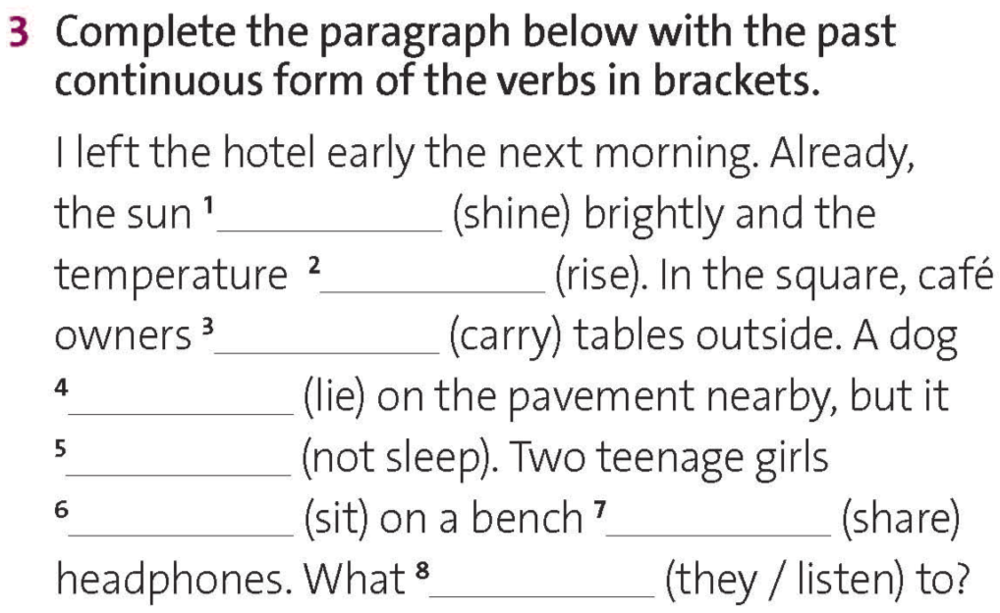 3 Complete the paragraph below with the past
continuous form of the verbs in brackets.
I left the hotel early the next morning. Already,
the sun 1__________ (shine) brightly and the
temperature 2__________ (rise). In the square, café
owners 3__________ (carry) tables outside. A dog
4__________ (lie) on the pavement nearby, but it
5__________ (not sleep). Two teenage girls
6__________ (sit) on a bench 7__________ (share)
headphones. What 8__________ (they / listen) to?